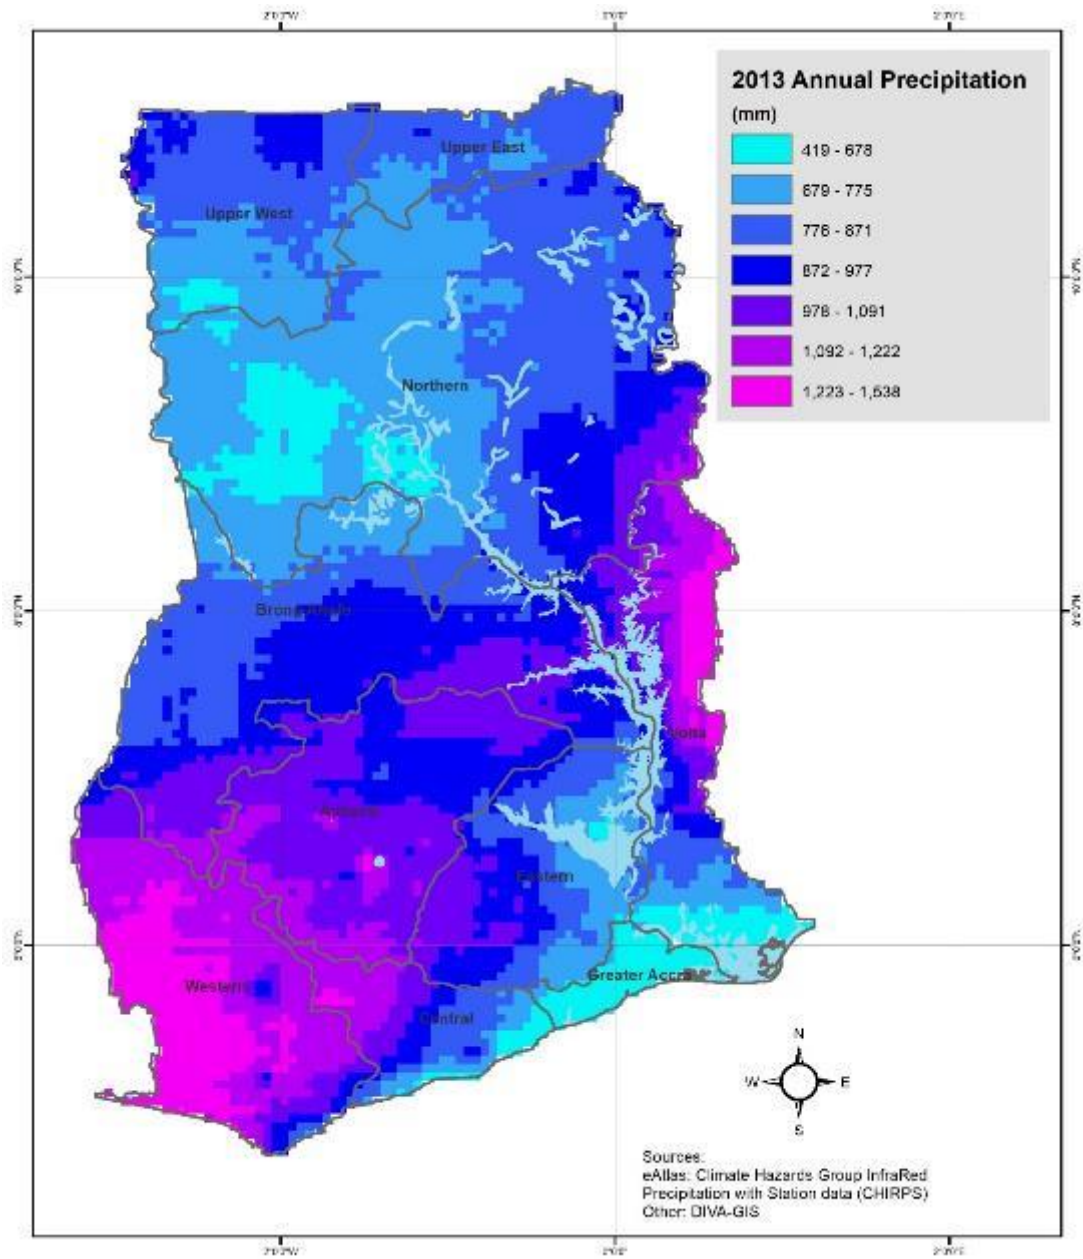 2013 Annual Precipitation
(mm)
419 - 678
679 - 775
776 - 871
872 - 977
978 - 1,091
1,092 - 1,222
1,223 - 1,538
Upper East
Upper West
Northern
Volta
Eastern
Greater Accra
Western
Central
N
W E
S
Sources:
eAtlas: Climate Hazards Group InfraRed
Precipitation with Station data (CHIRPS)
Other: DIVA-GIS